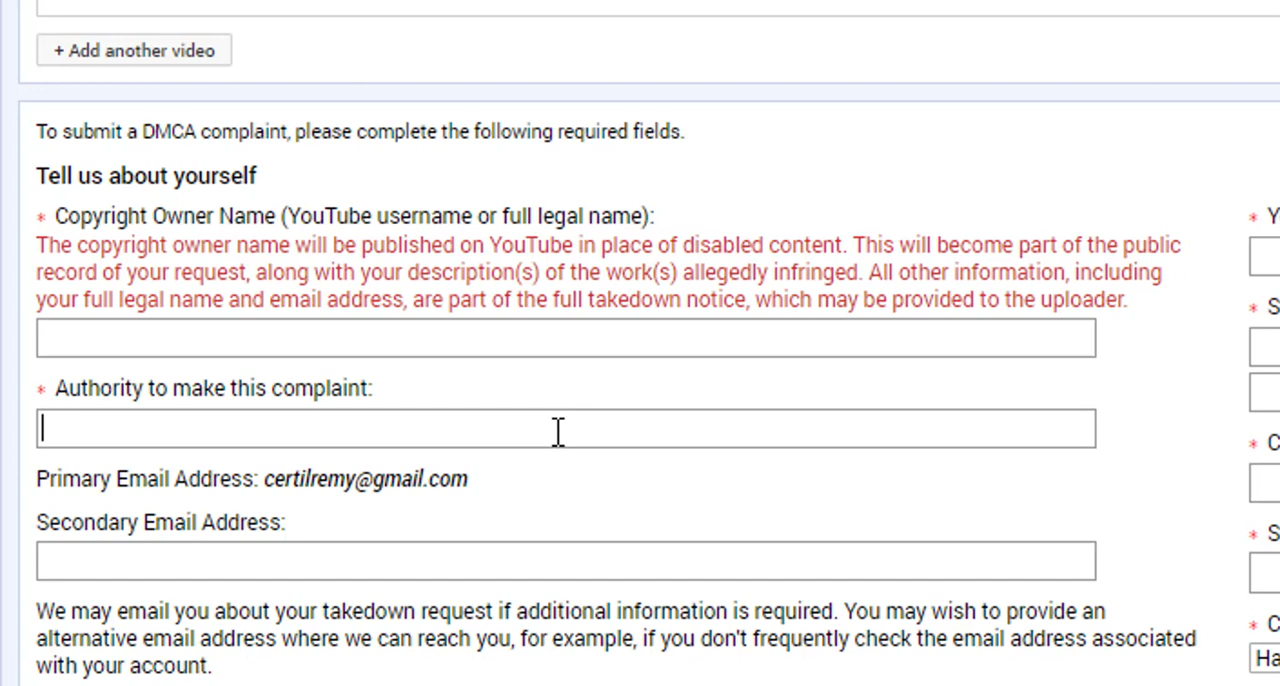 + Add another video
To submit a DMCA complaint, please complete the following required fields.
Tell us about yourself
* Copyright Owner Name (YouTube username or full legal name):
The copyright owner name will be published on YouTube in place of disabled content. This will become part of the public
record of your request, along with your description(s) of the work(s) allegedly infringed. All other information, including
your full legal name and email address, are part of the full takedown notice, which may be provided to the uploader.
* Authority to make this complaint:
Primary Email Address: certilremy@gmail.com
Secondary Email Address:
We may email you about your takedown request if additional information is required. You may wish to provide an
alternative email address where we can reach you, for example, if you don't frequently check the email address associated
with your account.
* Y
* S
* C
* S
* C
Ha